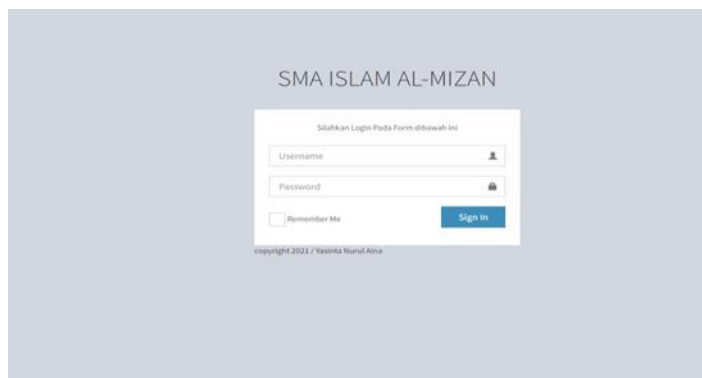 SMA ISLAM AL-MIZAN
Silahkan Login Pada Form dibawah ini
Username
Password
Remember Me
Sign In
copyright 2021 / Yasinta Nurul Aina